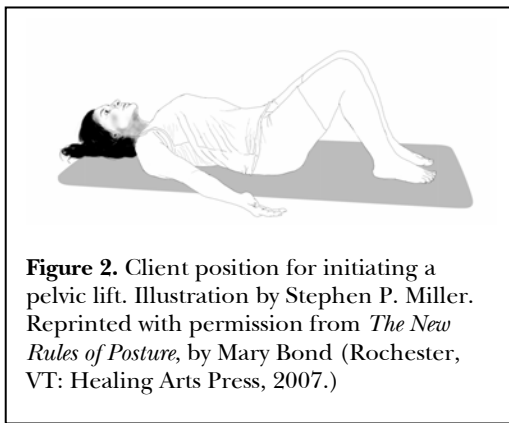 Figure 2. Client position for initiating a
pelvic lift. Illustration by Stephen P. Miller.
Reprinted with permission from The New
Rules of Posture, by Mary Bond (Rochester,
VT: Healing Arts Press, 2007.)